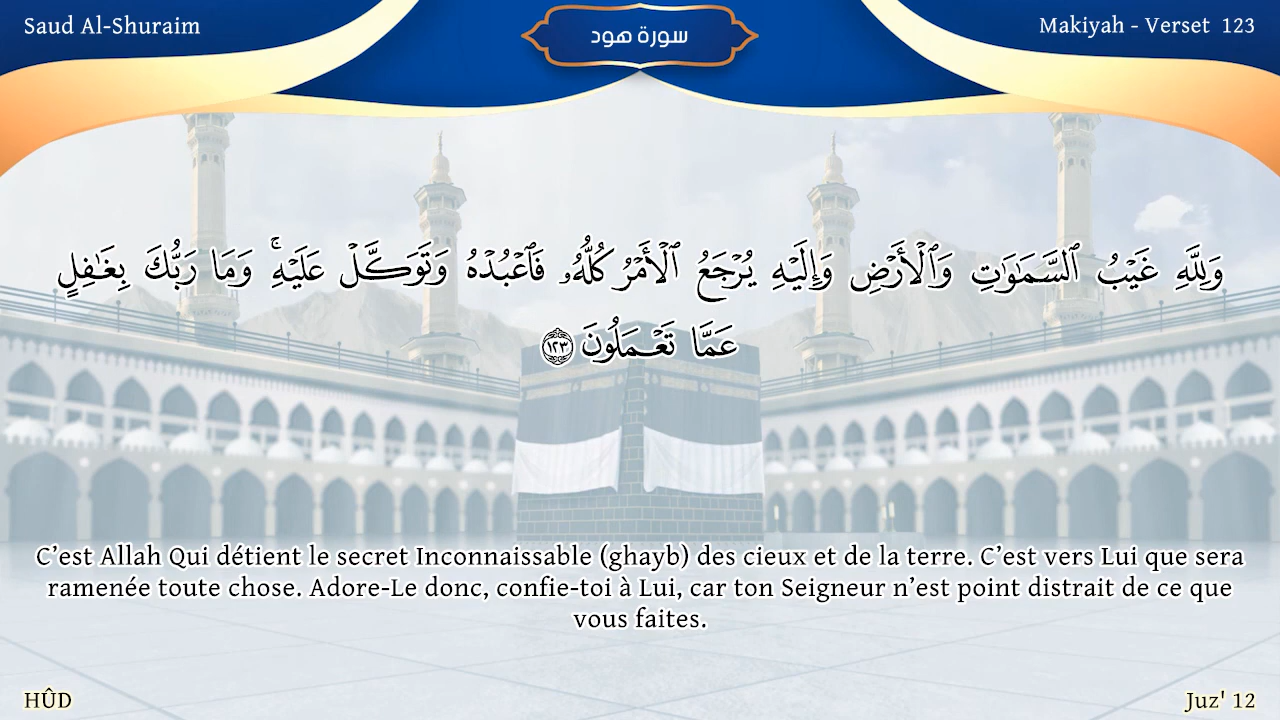 Saud Al-Shuraim
سورة هود
Makiyah - Verset 123
وَلِلَّهِ غَيْبُ ٱلسَّمَٰوَٰتِ وَٱلْأَرْضِ وَإِلَيْهِ يُرْجَعُ ٱلْأَمْرُ كُلُّهُۥ فَٱعْبُدْهُ وَتَوَكَّلْ عَلَيْهِ ۚ وَمَا رَبُّكَ بِغَٰفِلٍ
عَمَّا تَعْمَلُونَ ١٢٣
C’est Allah Qui détient le secret Inconnaissable (ghayb) des cieux et de la terre. C’est vers Lui que sera
ramenée toute chose. Adore-Le donc, confie-toi à Lui, car ton Seigneur n’est point distrait de ce que
vous faites.
HÛD
Juz' 12